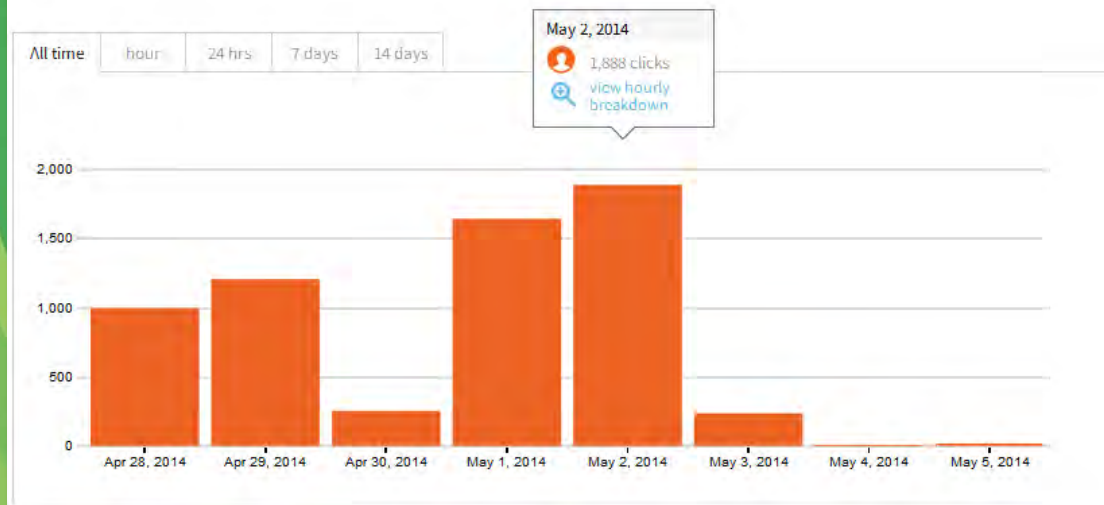 May 2, 2014
1,888 clicks
view hourly
breakdown
All time hour 24 hrs 7 days 14 days
2,000
1,500
1,000
500
0
Apr 28, 2014 Apr 29, 2014 Apr 30, 2014 May 1, 2014 May 2, 2014 May 3, 2014 May 4, 2014 May 5, 2014